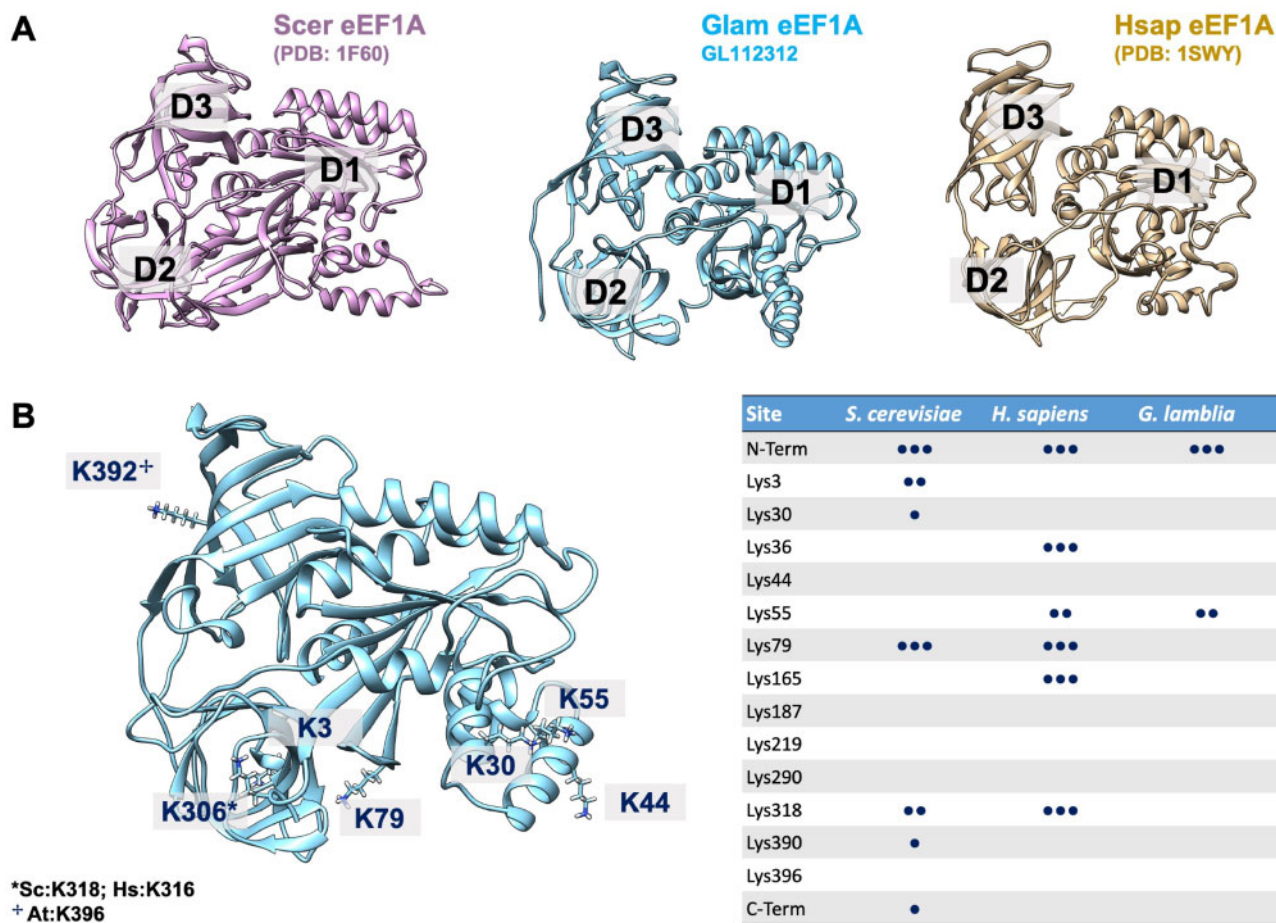 A
Scer eEF1A
(PDB: 1F60)
D3
D1
D2
Glam eEF1A
GL112312
D3
D1
D2
Hsap eEF1A
(PDB: 1SWY)
D3
D1
D2
B
K392+
K3
K306*
K79
K30
K55
K44
*Sc:K318; Hs:K316
+ At:K396
Site S. cerevisiae H. sapiens G. lamblia
N-Term ●●● ●●● ●●●
Lys3 ●●
Lys30 ●
Lys36 ●●●
Lys44
Lys55 ●● ●●
Lys79 ●●● ●●●
Lys165 ●●●
Lys187
Lys219
Lys290
Lys318 ●● ●●●
Lys390 ●
Lys396
C-Term ●